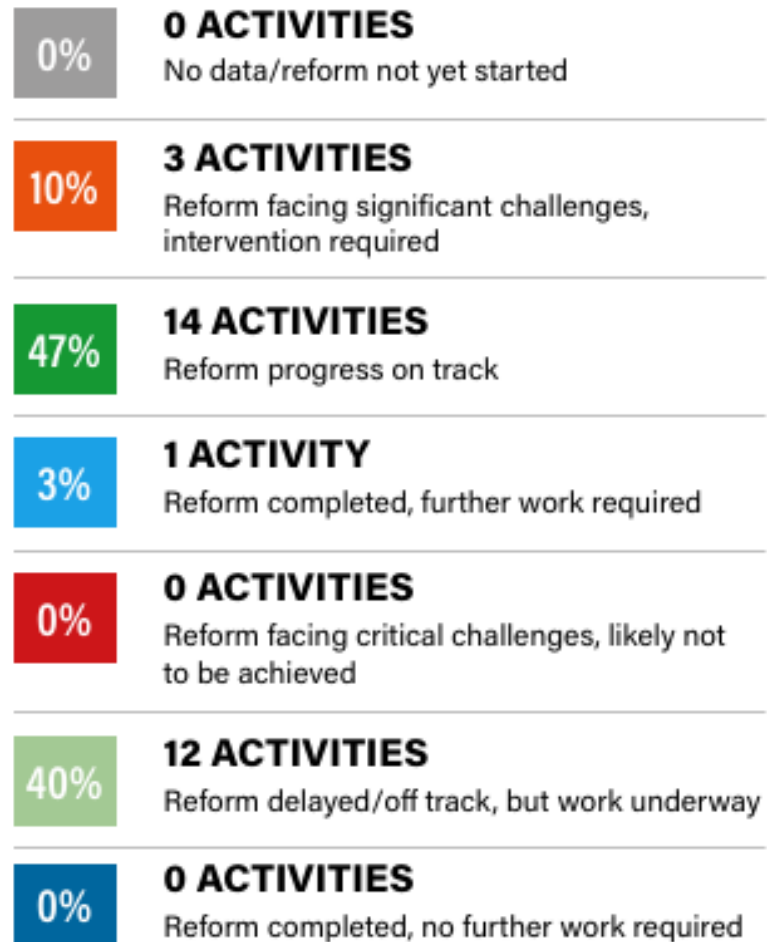 0%
0 ACTIVITIES
No data/reform not yet started
10%
3 ACTIVITIES
Reform facing significant challenges,
intervention required
47%
14 ACTIVITIES
Reform progress on track
3%
1 ACTIVITY
Reform completed, further work required
0%
0 ACTIVITIES
Reform facing critical challenges, likely not
to be achieved
40%
12 ACTIVITIES
Reform delayed/off track, but work underway
0%
0 ACTIVITIES
Reform completed, no further work required